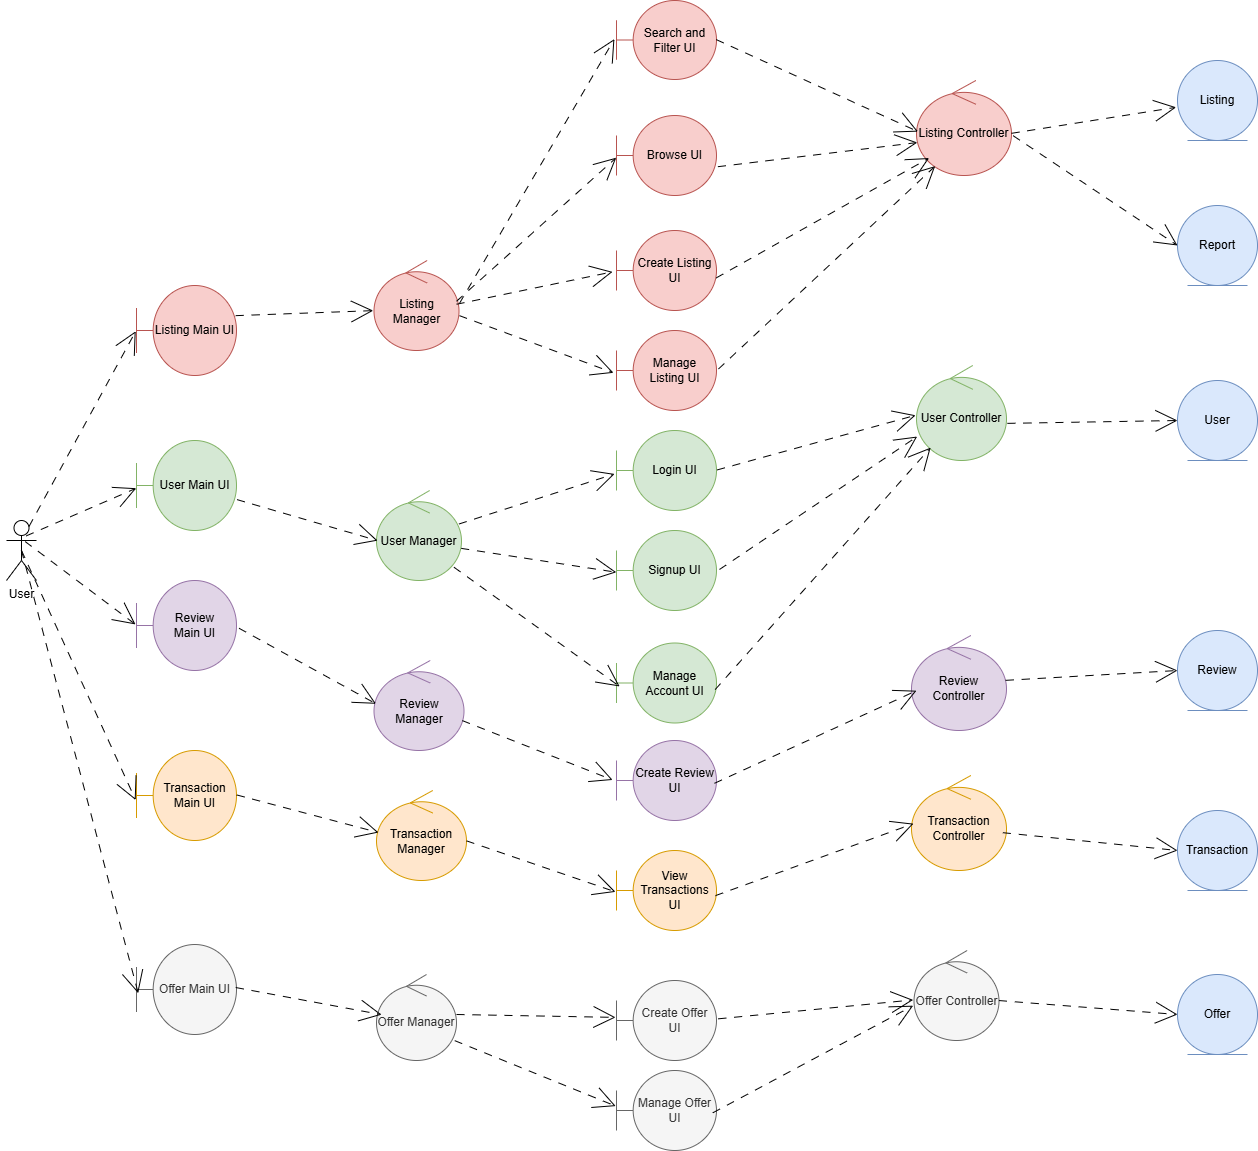 Search and
Filter UI
Browse UI
Create Listing
UI
Manage
Listing UI
Listing Main UI
Listing
Manager
Listing Controller
Listing
Report
User Main UI
User Manager
Login UI
Signup UI
Manage
Account UI
User Controller
User
User
Review
Main UI
Review
Manager
Create Review
UI
Review
Controller
Review
Transaction
Main UI
Transaction
Manager
View
Transactions
UI
Transaction
Controller
Transaction
Offer Main UI
Offer Manager
Create Offer
UI
Manage Offer
UI
Offer Controller
Offer